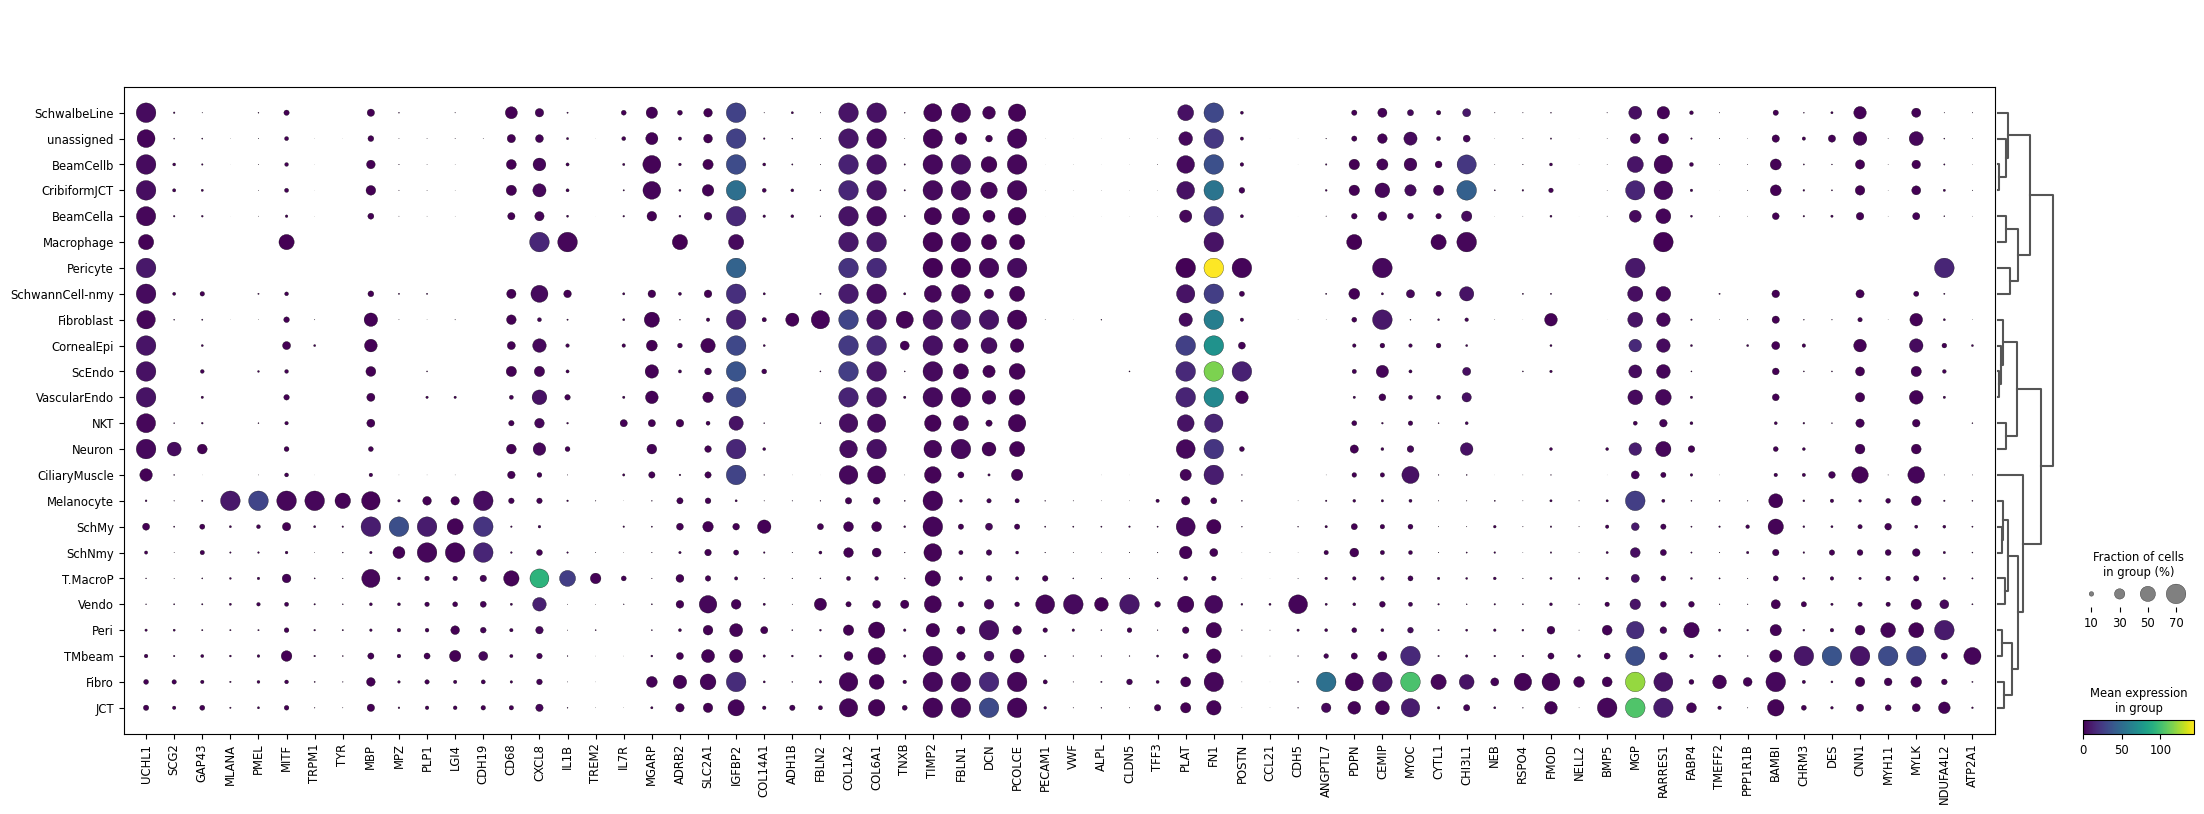 SchwalbeLine
unassigned
BeamCellb
CribiformJCT
BeamCella
Macrophage
Pericyte
SchwannCell-nmy
Fibroblast
CornealEpi
ScEndo
VascularEndo
NKT
Neuron
CiliaryMuscle
Melanocyte
SchMy
SchNmy
T.MacroP
Vendo
Peri
TMbeam
Fibro
JCT
UCHL1
SCG2
GAP43
MLANA
PMEL
MITF
TRPM1
TYR
MBP
MPZ
PLP1
LGI4
CDH19
CD68
CXCL8
IL1B
TREM2
IL7R
MGARP
ADRB2
SLC2A1
IGFBP2
COL14A1
ADH1B
FBLN2
COL1A2
COL6A1
TNXB
TIMP2
FBLN1
DCN
PCOLCE
PECAM1
VWF
ALPL
CLDN5
TFF3
PLAT
FN1
POSTN
CCL21
CDH5
ANGPTL7
PDPN
CEMIP
MYOC
CYTL1
CHI3L1
NEB
RSPO4
FMOD
NELL2
BMP5
MGP
RARRES1
FABP4
TMEFF2
PPP1R1B
BAMBI
CHRM3
DES
CNN1
MYH11
MYLK
NDUFA4L2
ATP2A1
Fraction of cells
in group (%)
10 30 50 70
Mean expression
in group
0 50 100